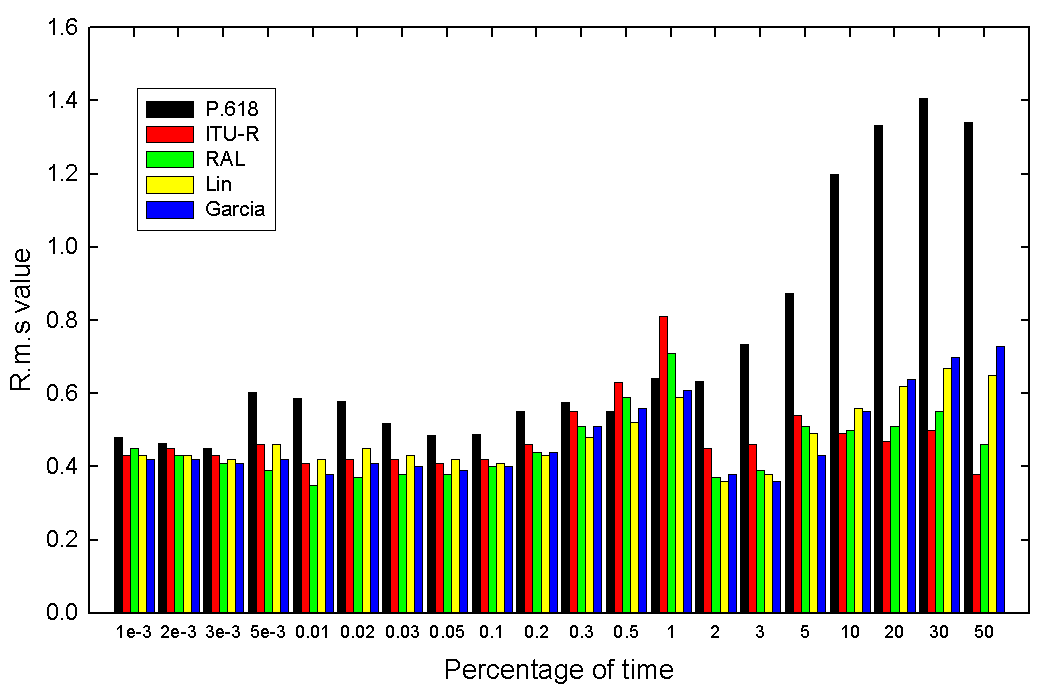 1.6
1.4
1.2
1.0
0.8
0.6
0.4
0.2
0.0
R.m.s value
P.618
ITU-R
RAL
Lin
Garcia
1e-3 2e-3 3e-3 5e-3 0.01 0.02 0.03 0.05 0.1 0.2 0.3 0.5 1 2 3 5 10 20 30 50
Percentage of time